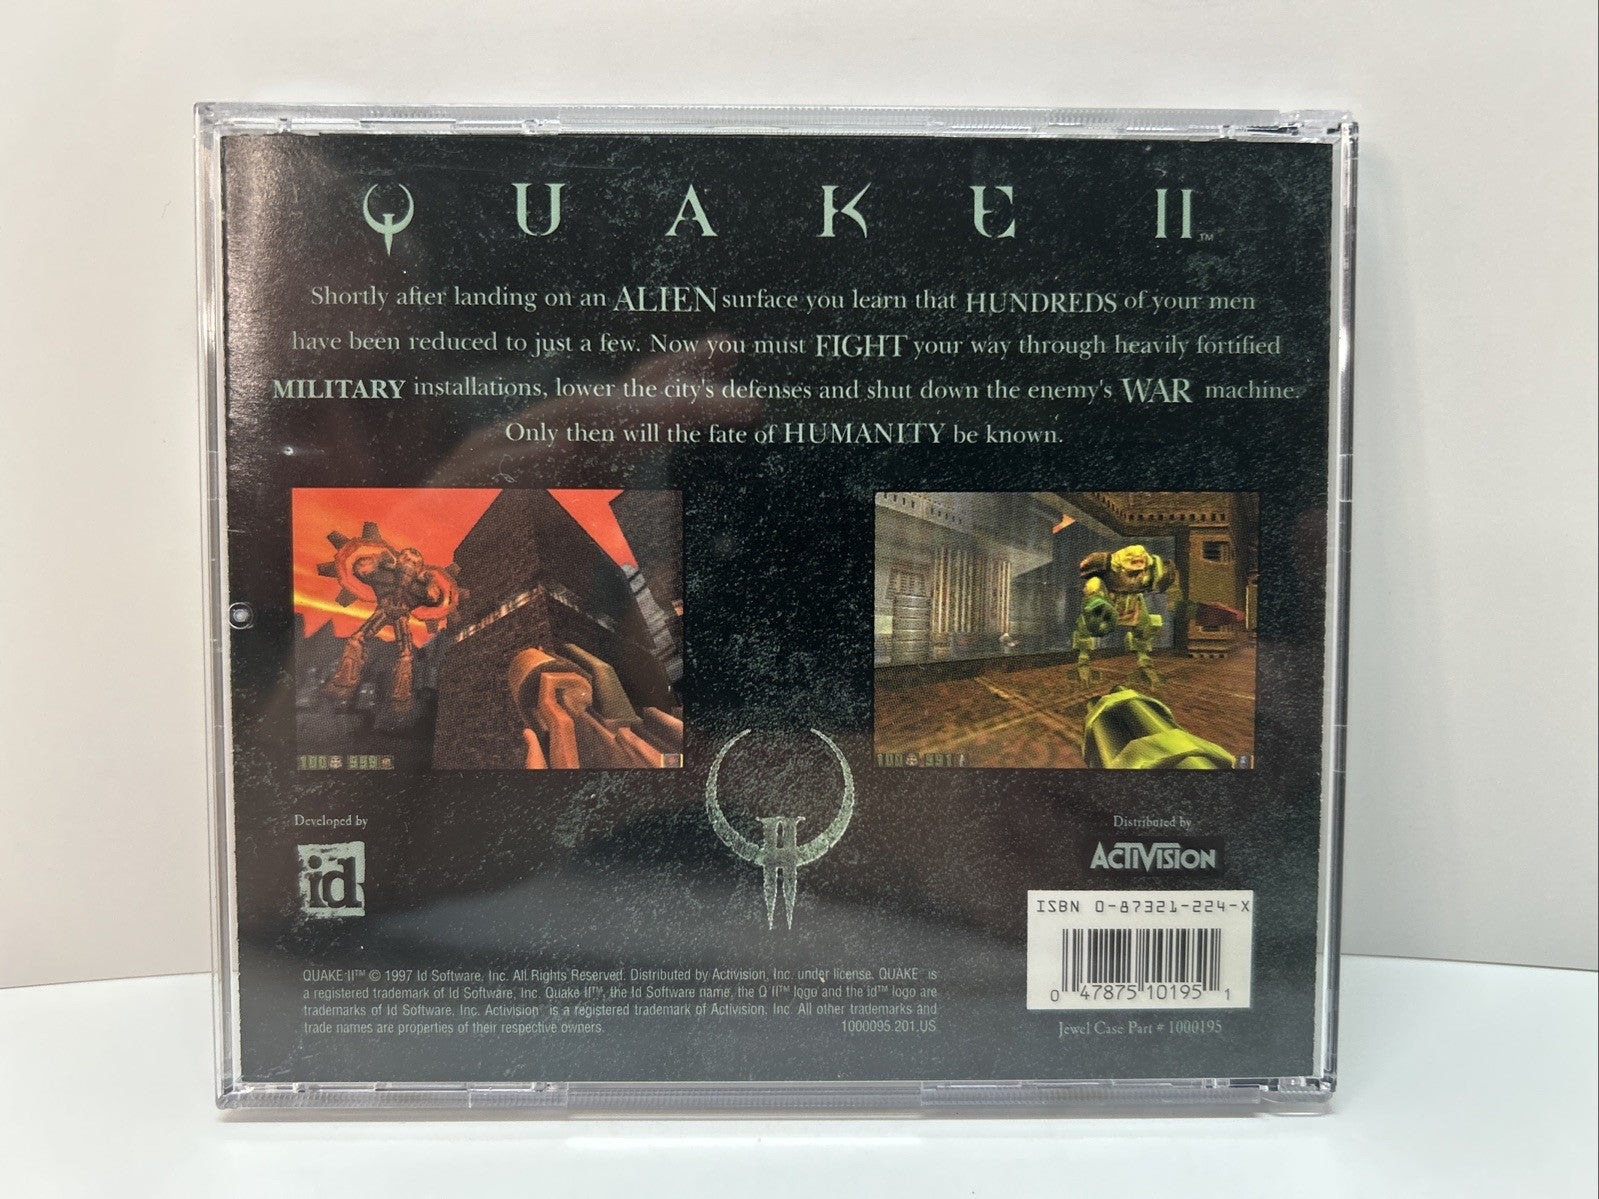 QUAKE II™
Shortly after landing on an ALIEN surface you learn that HUNDREDS of your men
have been reduced to just a few. Now you must FIGHT your way through heavily fortified
MILITARY installations, lower the city's defenses and shut down the enemy's WAR machine.
Only then will the fate of HUMANITY be known.
100 999
100 991
Developed by
id
Distributed by
ACTIVISION
ISBN 0-87321-224-X
0 47875 10195 1
Jewel Case Part # 1000195
QUAKE II™ © 1997 Id Software, Inc. All Rights Reserved. Distributed by Activision, Inc. under license. QUAKE® is
a registered trademark of Id Software, Inc. Quake II™, the Id Software name, the Q II™ logo and the id™ logo are
trademarks of Id Software, Inc. Activision® is a registered trademark of Activision, Inc. All other trademarks and
trade names are properties of their respective owners.
1000095.201.US